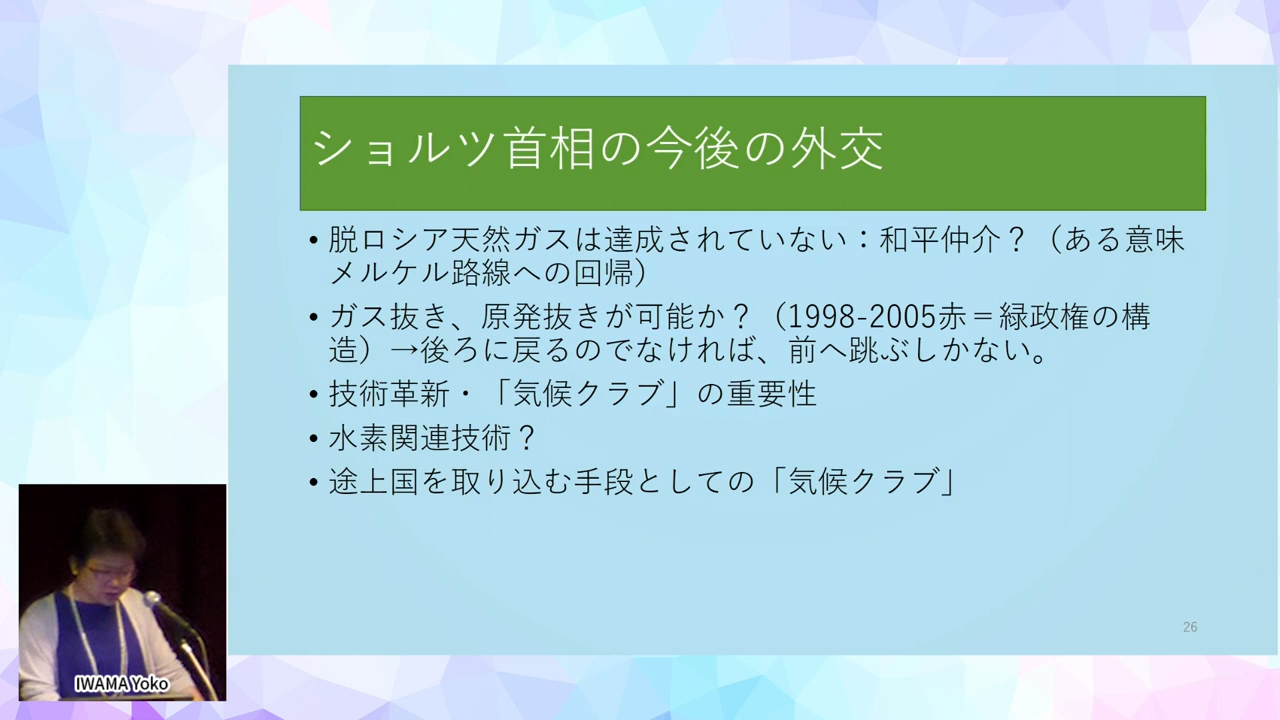 ショルツ首相の今後の外交
• 脱ロシア天然ガスは達成されていない：和平仲介？（ある意味
メルケル路線への回帰）
• ガス抜き、原発抜きが可能か？（1998-2005赤＝緑政権の構
造）→後ろに戻るのでなければ、前へ跳ぶしかない。
• 技術革新・「気候クラブ」の重要性
• 水素関連技術？
• 途上国を取り込む手段としての「気候クラブ」
26
IWAMA Yoko